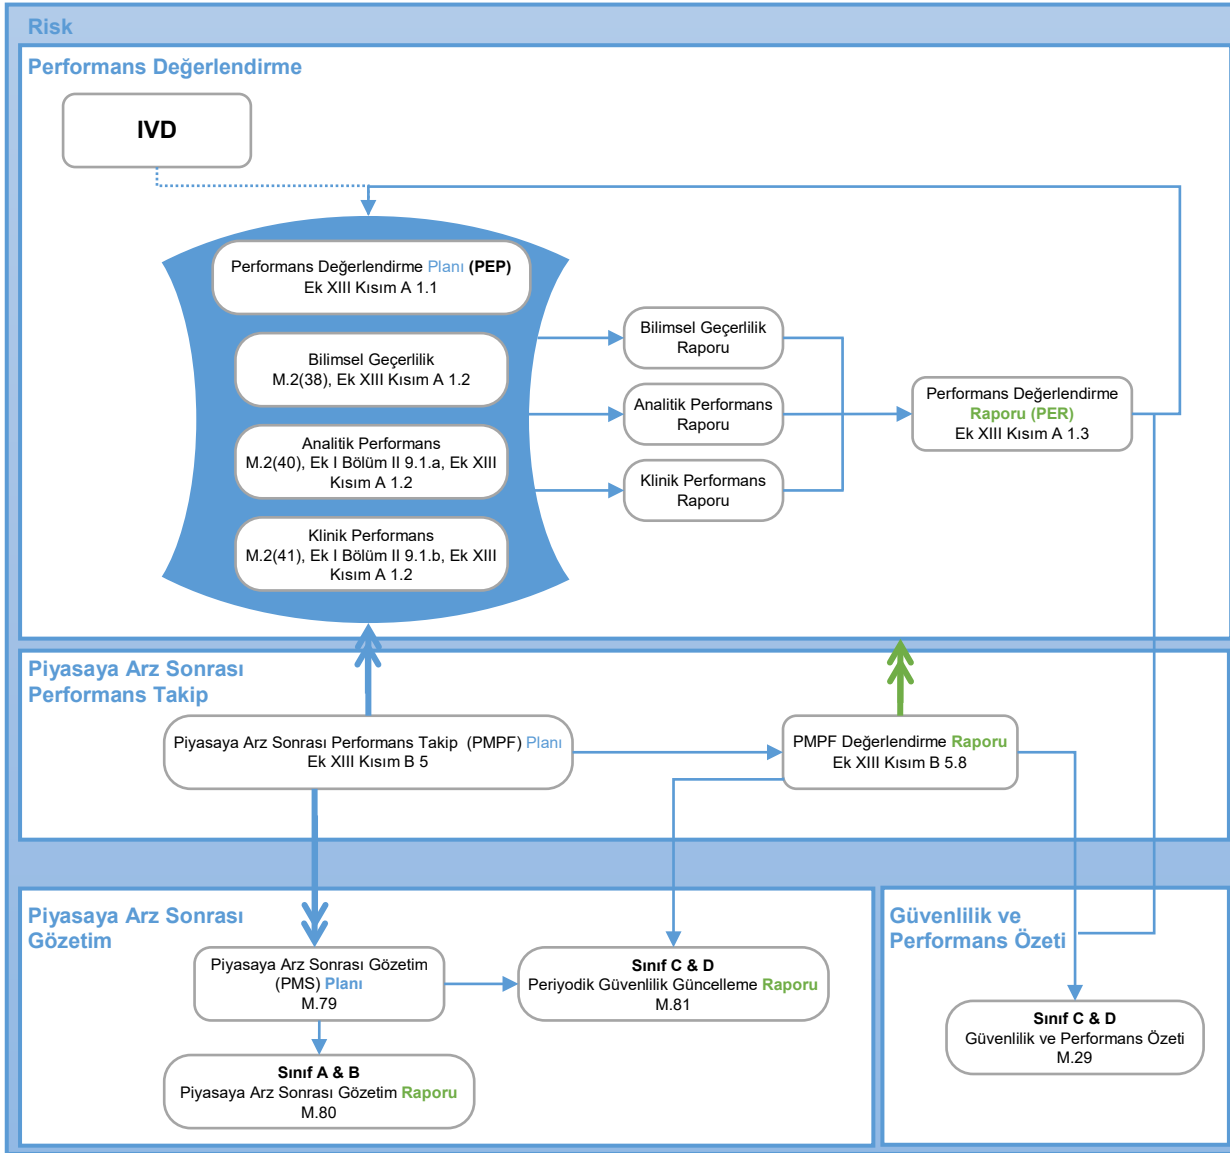 Risk
Performans Değerlendirme
IVD
Performans Değerlendirme Planı (PEP)
Ek XIII Kısım A 1.1
Bilimsel Geçerlilik
M.2(38), Ek XIII Kısım A 1.2
Analitik Performans
M.2(40), Ek I Bölüm II 9.1.a, Ek XIII
Kısım A 1.2
Klinik Performans
M.2(41), Ek I Bölüm II 9.1.b, Ek XIII
Kısım A 1.2
Bilimsel Geçerlilik
Raporu
Analitik Performans
Raporu
Klinik Performans
Raporu
Performans Değerlendirme
Raporu (PER)
Ek XIII Kısım A 1.3
Piyasaya Arz Sonrası
Performans Takip
Piyasaya Arz Sonrası Performans Takip (PMPF) Planı
Ek XIII Kısım B 5
PMPF Değerlendirme Raporu
Ek XIII Kısım B 5.8
Piyasaya Arz Sonrası
Gözetim
Piyasaya Arz Sonrası Gözetim
(PMS) Planı
M.79
Sınıf C & D
Periyodik Güvenlilik Güncelleme Raporu
M.81
Sınıf A & B
Piyasaya Arz Sonrası Gözetim Raporu
M.80
Güvenlilik ve
Performans Özeti
Sınıf C & D
Güvenlilik ve Performans Özeti
M.29